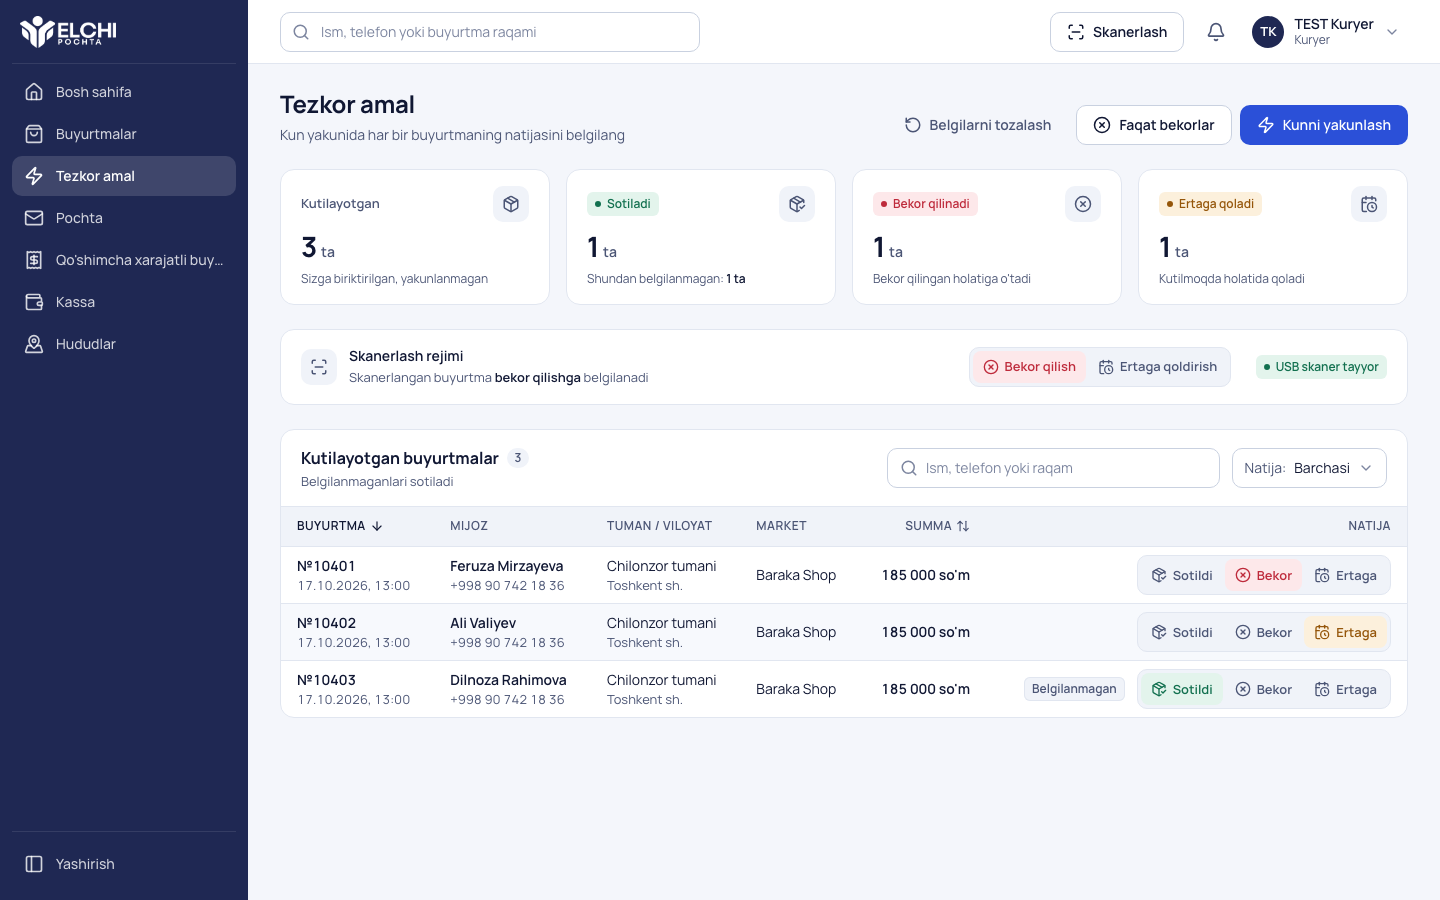 ELCHI
POCHTA
Ism, telefon yoki buyurtma raqami
Skanerlash
TK
TEST Kuryer
Kuryer
Bosh sahifa
Buyurtmalar
Tezkor amal
Pochta
Qo'shimcha xarajatli buy...
Kassa
Hududlar
Yashirish
Tezkor amal
Kun yakunida har bir buyurtmaning natijasini belgilang
Belgilarni tozalash
Faqat bekorlar
Kunni yakunlash
Kutilayotgan
3 ta
Sizga biriktirilgan, yakunlanmagan
Sotiladi
1 ta
Shundan belgilanmagan: 1 ta
Bekor qilinadi
1 ta
Bekor qilingan holatiga o'tadi
Ertaga qoladi
1 ta
Kutilmoqda holatida qoladi
Skanerlash rejimi
Skanerlangan buyurtma bekor qilishga belgilanadi
Bekor qilish
Ertaga qoldirish
USB skaner tayyor
Kutilayotgan buyurtmalar 3
Belgilanmaganlari sotiladi
Ism, telefon yoki raqam
Natija: Barchasi
BUYURTMA MIJOZ TUMAN / VILOYAT MARKET SUMMA NATIJA
№10401 Feruza Mirzayeva Chilonzor tumani Baraka Shop 185 000 so'm Sotildi Bekor Ertaga
17.10.2026, 13:00 +998 90 742 18 36 Toshkent sh.
№10402 Ali Valiyev Chilonzor tumani Baraka Shop 185 000 so'm Sotildi Bekor Ertaga
17.10.2026, 13:00 +998 90 742 18 36 Toshkent sh.
№10403 Dilnoza Rahimova Chilonzor tumani Baraka Shop 185 000 so'm Belgilanmagan Sotildi Bekor Ertaga
17.10.2026, 13:00 +998 90 742 18 36 Toshkent sh.